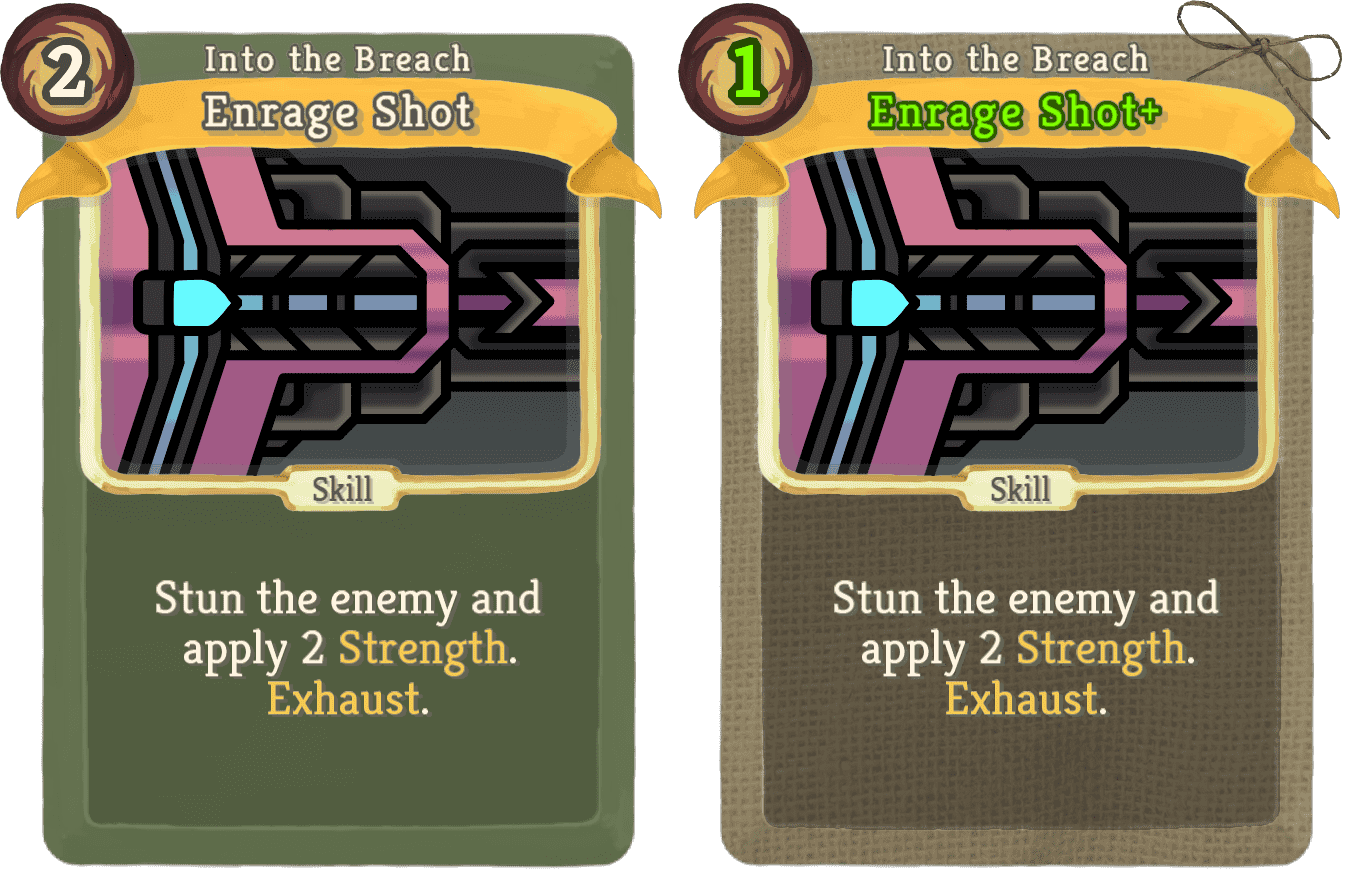 2
Into the Breach
Enrage Shot
Skill
Stun the enemy and
apply 2 Strength.
Exhaust.
1
Into the Breach
Enrage Shot+
Skill
Stun the enemy and
apply 2 Strength.
Exhaust.